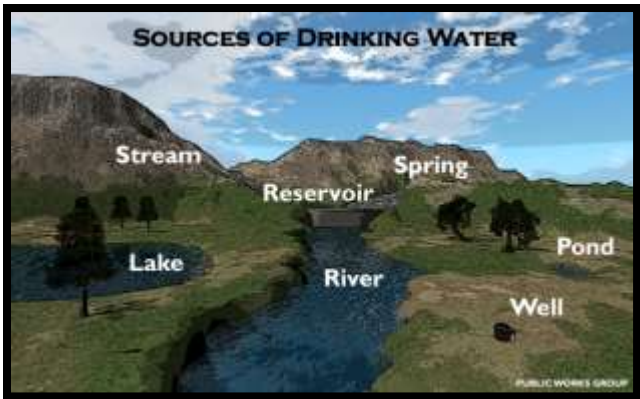 SOURCES OF DRINKING WATER
Stream
Spring
Reservoir
Pond
Lake
River
Well
PUBLIC WORKS GROUP